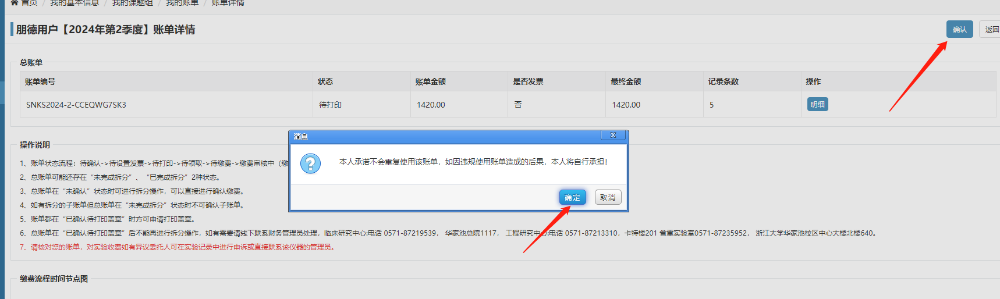 首页 / 我的基本信息 / 我的课题组 / 我的账单 / 账单详情
朋德用户【2024年第2季度】账单详情
确认
返回
总账单
账单编号 状态 账单金额 是否发票 最终金额 记录条数 操作
SNKS2024-2-CCEQWG7SK3 待打印 1420.00 否 1420.00 5 明细
消息
x
本人承诺不会重复使用该账单，如因违规使用账单造成的后果，本人将自行承担！
确定
取消
操作说明
1、账单状态流程：待确认->待设置发票->待打印->待领取->待缴费->缴费审核中（缴
2、总账单可能还存在“未完成拆分”、“已完成拆分”2种状态。
3、总账单在“未确认”状态时可进行拆分操作，可以直接进行确认缴费。
4、如有拆分的子账单但总账单在“未完成拆分”状态时不可确认子账单。
5、账单都在“已确认待打印盖章”时方可申请打印盖章。
6、总账单在“已确认待打印盖章”后不能再进行拆分操作，如有需要请线下联系财务管理员处理，临床研究中心:电话 0571-87219539， 华家池总院1117， 工程研究中心:电话 0571-87213310，卡特楼201 省重实验室0571-87235952， 浙江大学华家池校区中心大楼北楼640。
7、请核对您的账单，对实验收费如有异议委托人可在实验记录中进行申诉或直接联系该仪器的管理员。
缴费流程时间节点图